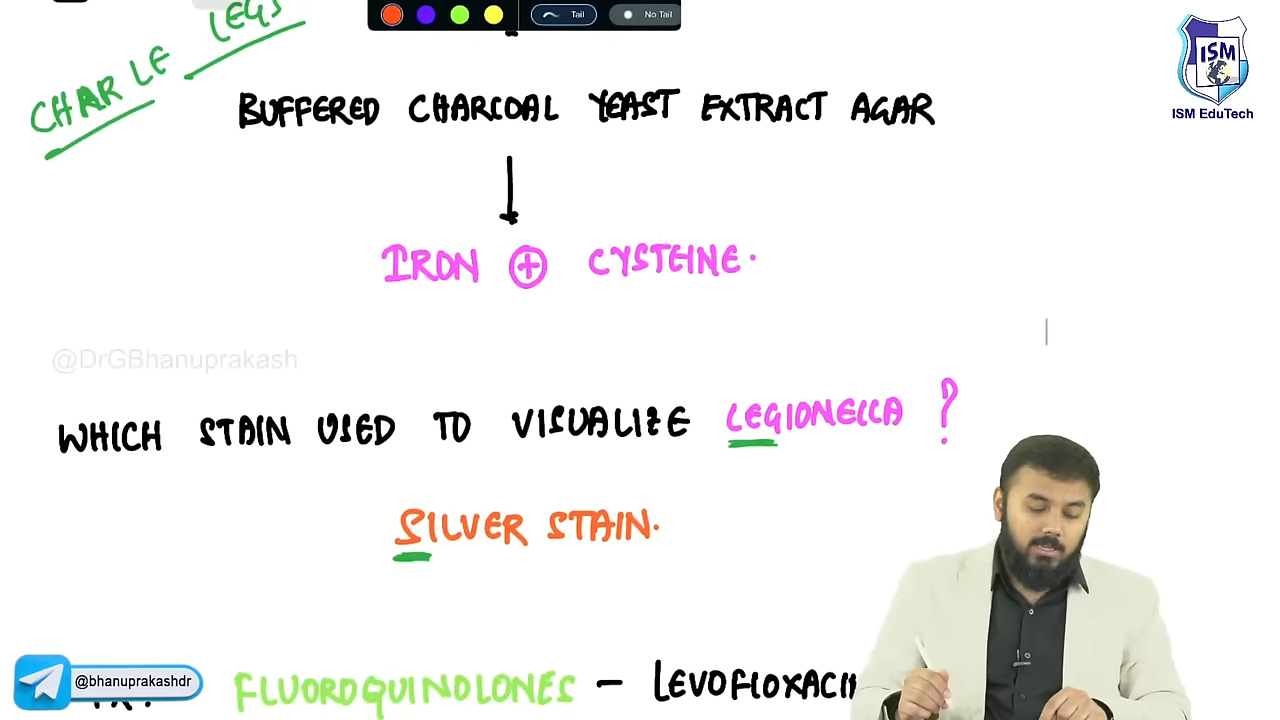 LEGS
CHAR LE
Tail
No Tail
ISM
ISM EduTech
BUFFERED CHARCOAL YEAST EXTRACT AGAR
IRON + CYSTEINE.
@DrGBhanuprakash
WHICH STAIN USED TO VISUALIZE LEGIONELLA ?
SILVER STAIN.
@bhanuprakashdr
FLUOROQUINOLONES - LEVOFLOXACIN